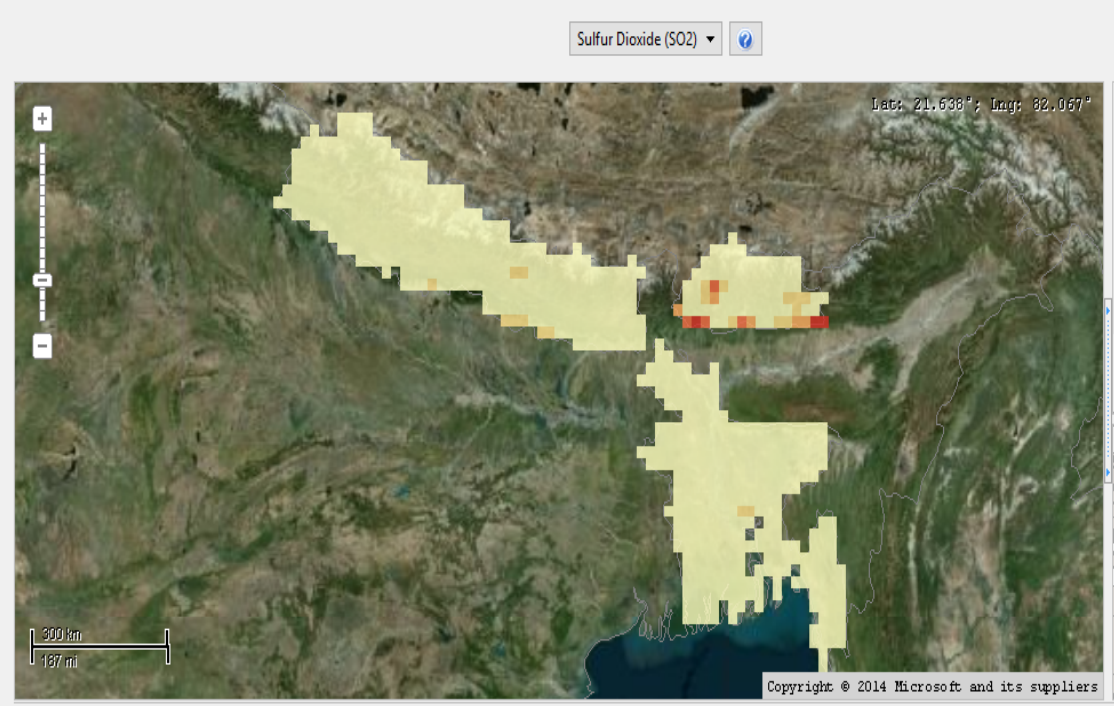 Sulfur Dioxide (SO2)
Lat: 21.638°; Lng: 82.067°
300 km
187 mi
Copyright © 2014 Microsoft and its suppliers